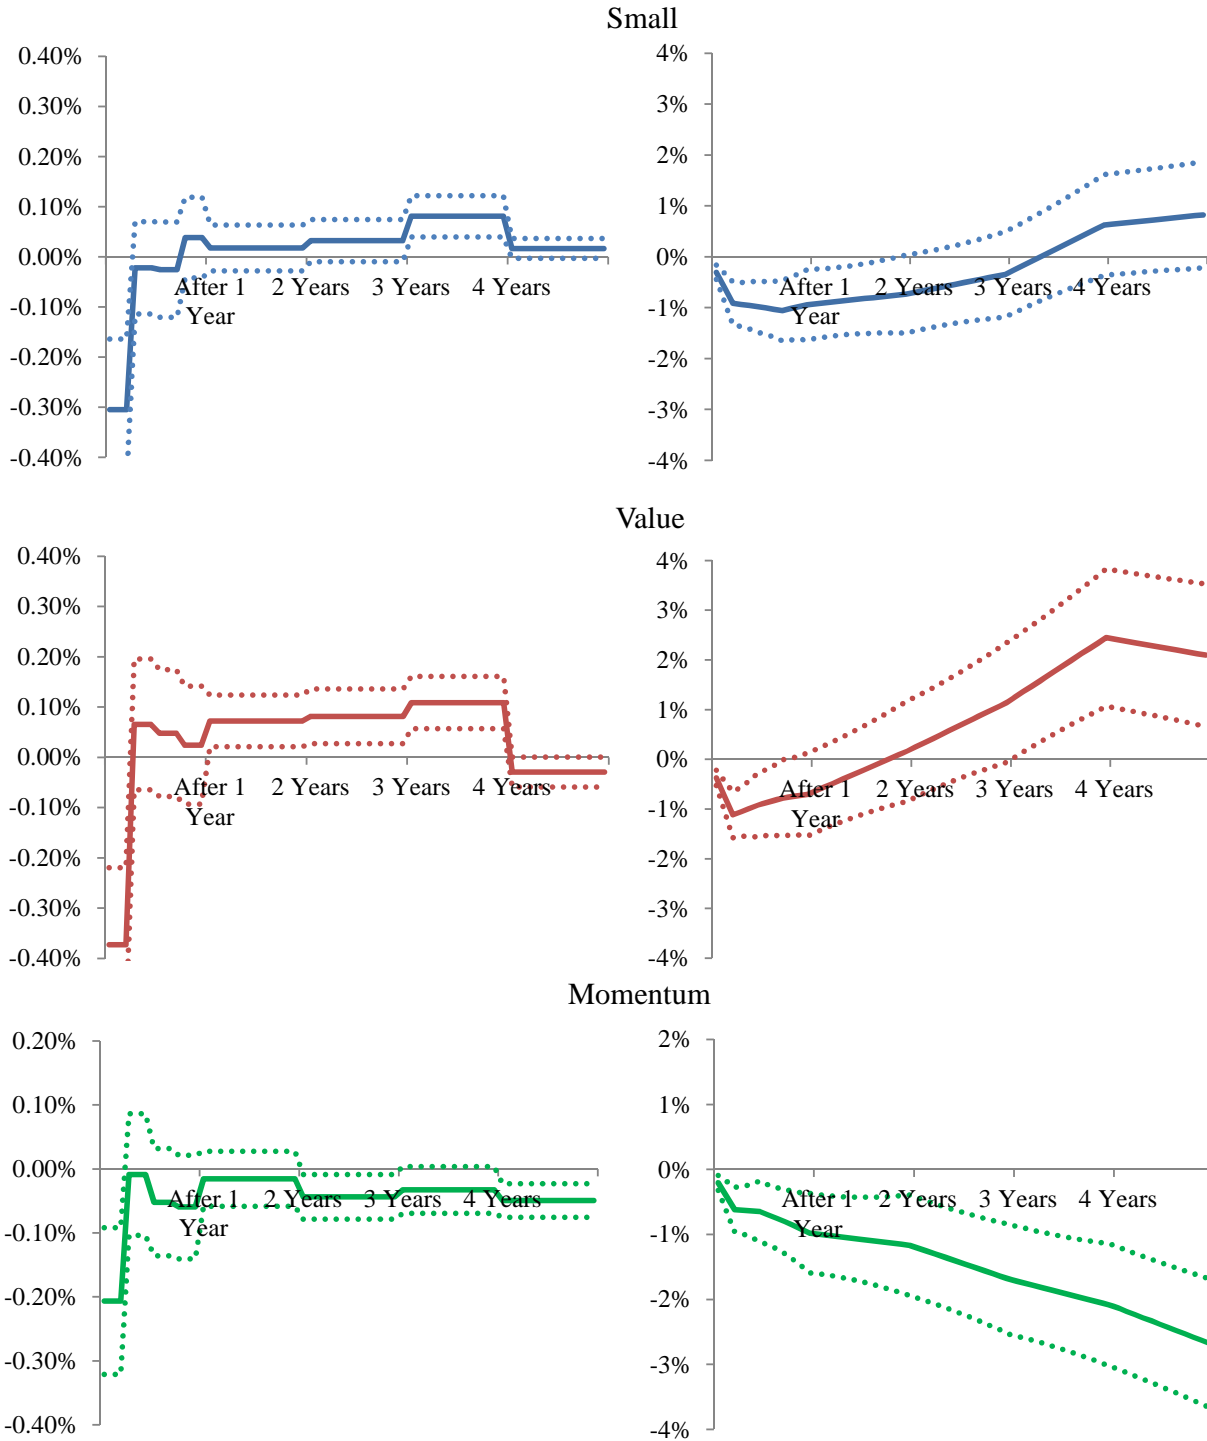 Small
0.40%
0.30%
0.20%
0.10%
0.00%
-0.10%
-0.20%
-0.30%
-0.40%
After 1
Year
2 Years
3 Years
4 Years
4%
3%
2%
1%
0%
-1%
-2%
-3%
-4%
After 1
Year
2 Years
3 Years
4 Years
Value
0.40%
0.30%
0.20%
0.10%
0.00%
-0.10%
-0.20%
-0.30%
-0.40%
After 1
Year
2 Years
3 Years
4 Years
4%
3%
2%
1%
0%
-1%
-2%
-3%
-4%
After 1
Year
2 Years
3 Years
4 Years
Momentum
0.20%
0.10%
0.00%
-0.10%
-0.20%
-0.30%
-0.40%
After 1
Year
2 Years
3 Years
4 Years
2%
1%
0%
-1%
-2%
-3%
-4%
After 1
Year
2 Years
3 Years
4 Years